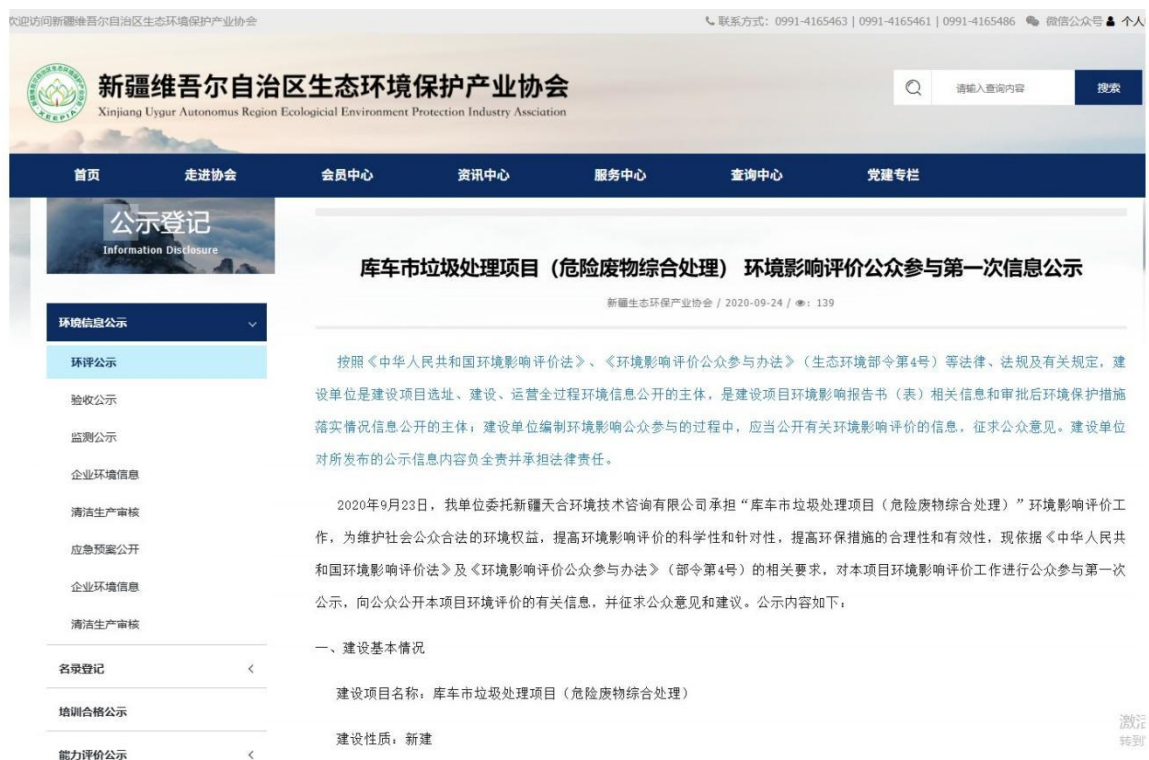 欢迎访问新疆维吾尔自治区生态环境保护产业协会
联系方式：0991-4165463 | 0991-4165461 | 0991-4165486 微信公众号 个人
新疆维吾尔自治区生态环境保护产业协会
Xinjiang Uygur Autonomus Region Ecologicial Environment Protection Industry Assciation
XEEPIA
请输入查询内容
搜索
首页 走进协会 会员中心 资讯中心 服务中心 查询中心 党建专栏
公示登记
Information Disclosure
环境信息公示
环评公示
验收公示
监测公示
企业环境信息
清洁生产审核
应急预案公开
企业环境信息
清洁生产审核
名录登记
培训合格公示
能力评价公示
库车市垃圾处理项目（危险废物综合处理） 环境影响评价公众参与第一次信息公示
新疆生态环保产业协会 / 2020-09-24 / : 139
按照《中华人民共和国环境影响评价法》、《环境影响评价公众参与办法》（生态环境部令第4号）等法律、法规及有关规定，建
设单位是建设项目选址、建设、运营全过程环境信息公开的主体，是建设项目环境影响报告书（表）相关信息和审批后环境保护措施
落实情况信息公开的主体；建设单位编制环境影响公众参与的过程中，应当公开有关环境影响评价的信息，征求公众意见。建设单位
对所发布的公示信息内容负全责并承担法律责任。
2020年9月23日，我单位委托新疆天合环境技术咨询有限公司承担“库车市垃圾处理项目（危险废物综合处理）”环境影响评价工
作，为维护社会公众合法的环境权益，提高环境影响评价的科学性和针对性，提高环保措施的合理性和有效性，现依据《中华人民共
和国环境影响评价法》及《环境影响评价公众参与办法》（部令第4号）的相关要求，对本项目环境影响评价工作进行公众参与第一次
公示，向公众公开本项目环境评价的有关信息，并征求公众意见和建议。公示内容如下：
一、建设基本情况
建设项目名称：库车市垃圾处理项目（危险废物综合处理）
建设性质：新建
激活
转到